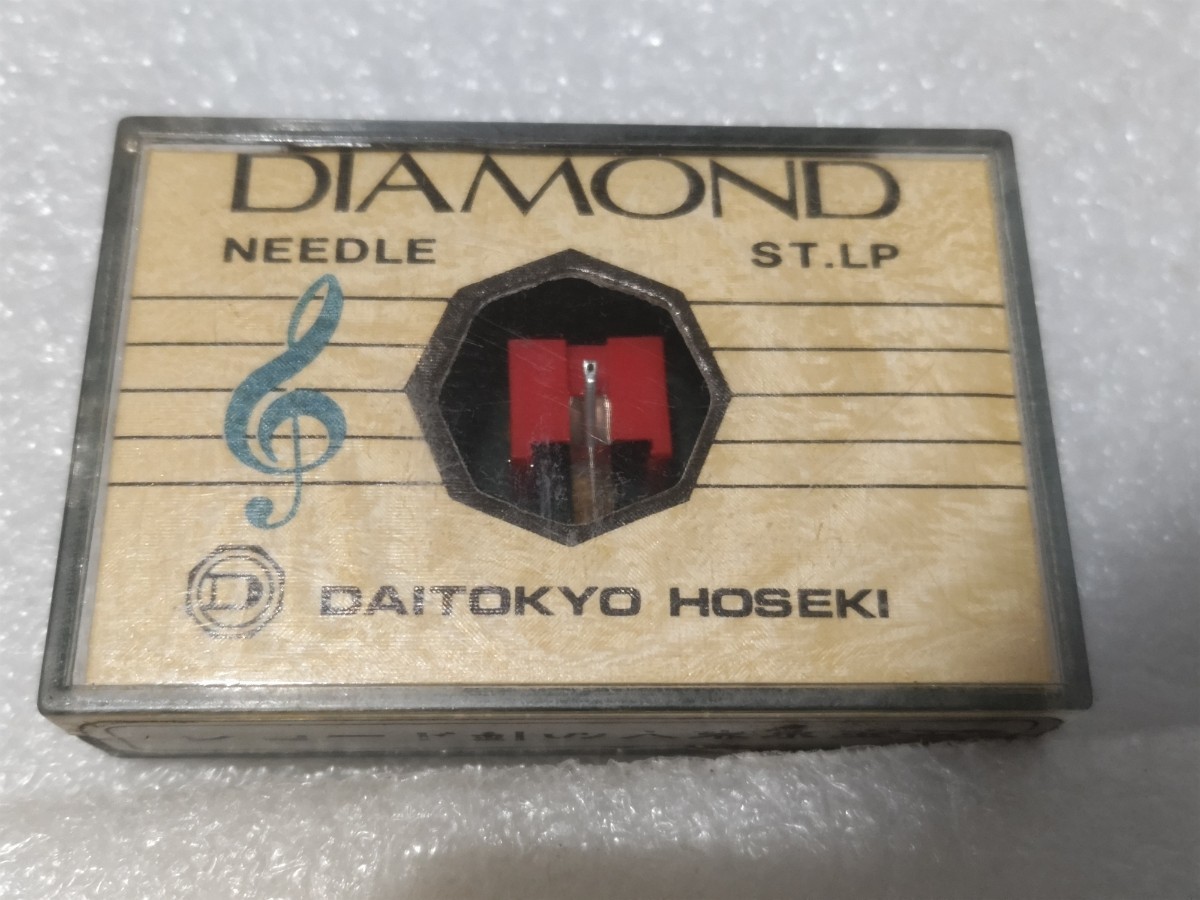 DIAMOND
NEEDLE ST.LP
D DAITOKYO HOSEKI